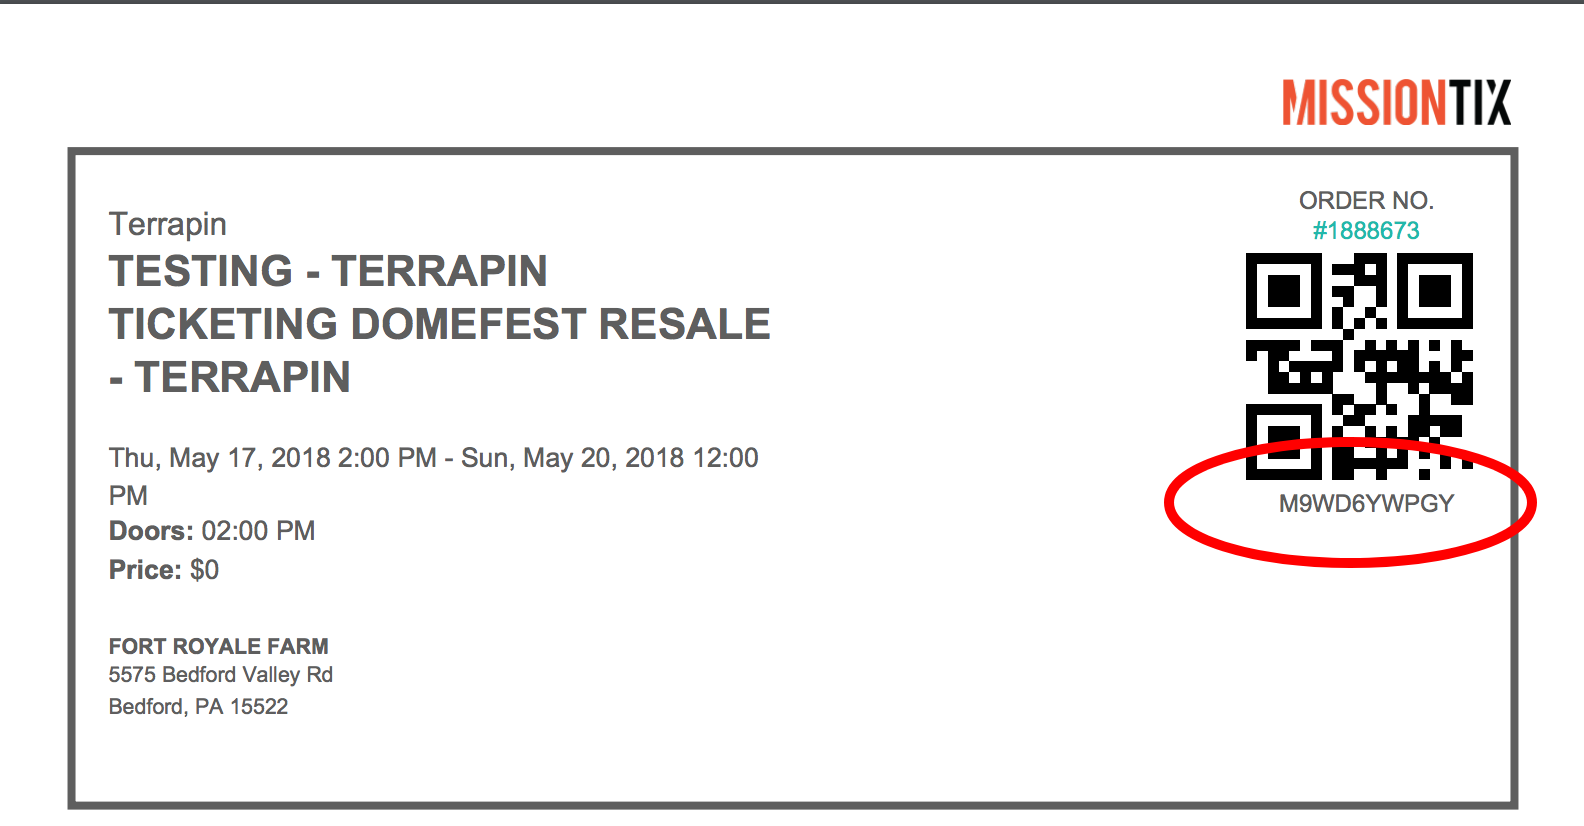 MISSIONTIX
Terrapin
TESTING - TERRAPIN
TICKETING DOMEFEST RESALE
- TERRAPIN
Thu, May 17, 2018 2:00 PM - Sun, May 20, 2018 12:00
PM
Doors: 02:00 PM
Price: $0
FORT ROYALE FARM
5575 Bedford Valley Rd
Bedford, PA 15522
ORDER NO.
#1888673
M9WD6YWPGY